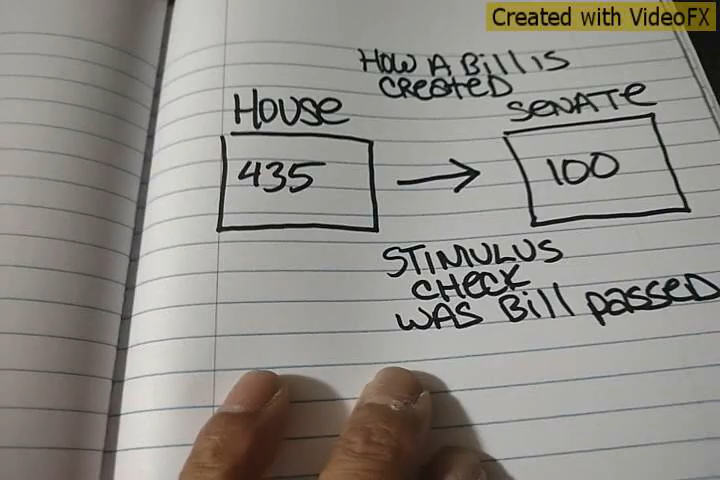 Created with VideoFX
HOW A Bill is
CREATED
HOUSE
SENATE
435
100
STIMULUS
CHECK
WAS Bill passed